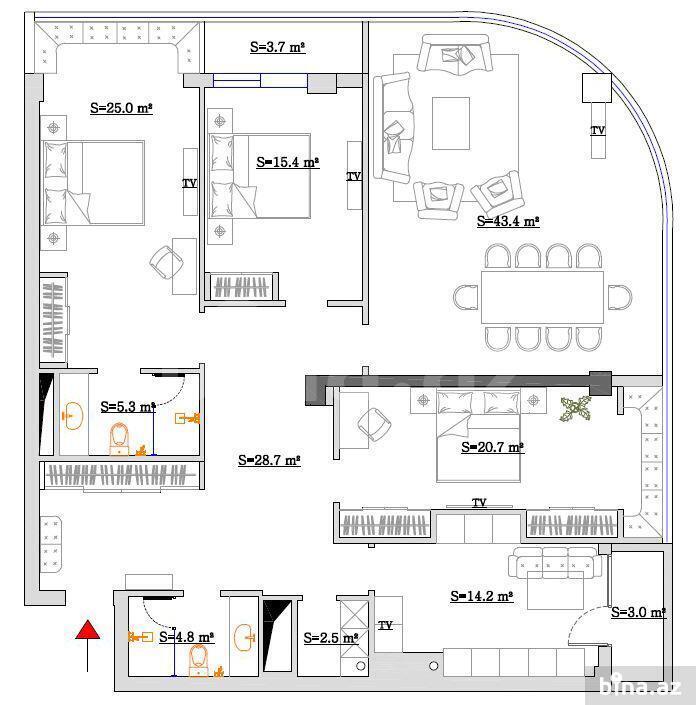 S=3.7 m²
S=25.0 m²
S=15.4 m²
TV
TV
TV
S=43.4 m²
S=5.3 m²
S=28.7 m²
S=20.7 m²
TV
S=14.2 m²
S=3.0 m²
S=4.8 m²
S=2.5 m²
TV
bina.az